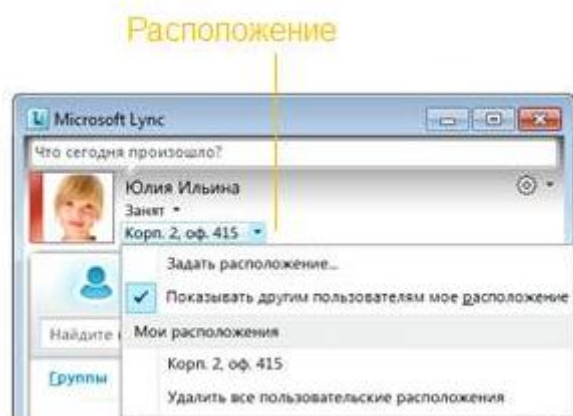 Расположение
Microsoft Lync
Что сегодня произошло?
Юлия Ильина
Занят
Корп. 2, оф. 415
Задать расположение...
Показывать другим пользователям мое расположение
Найдите
Мои расположения
Корп. 2, оф. 415
Группы
Удалить все пользовательские расположения